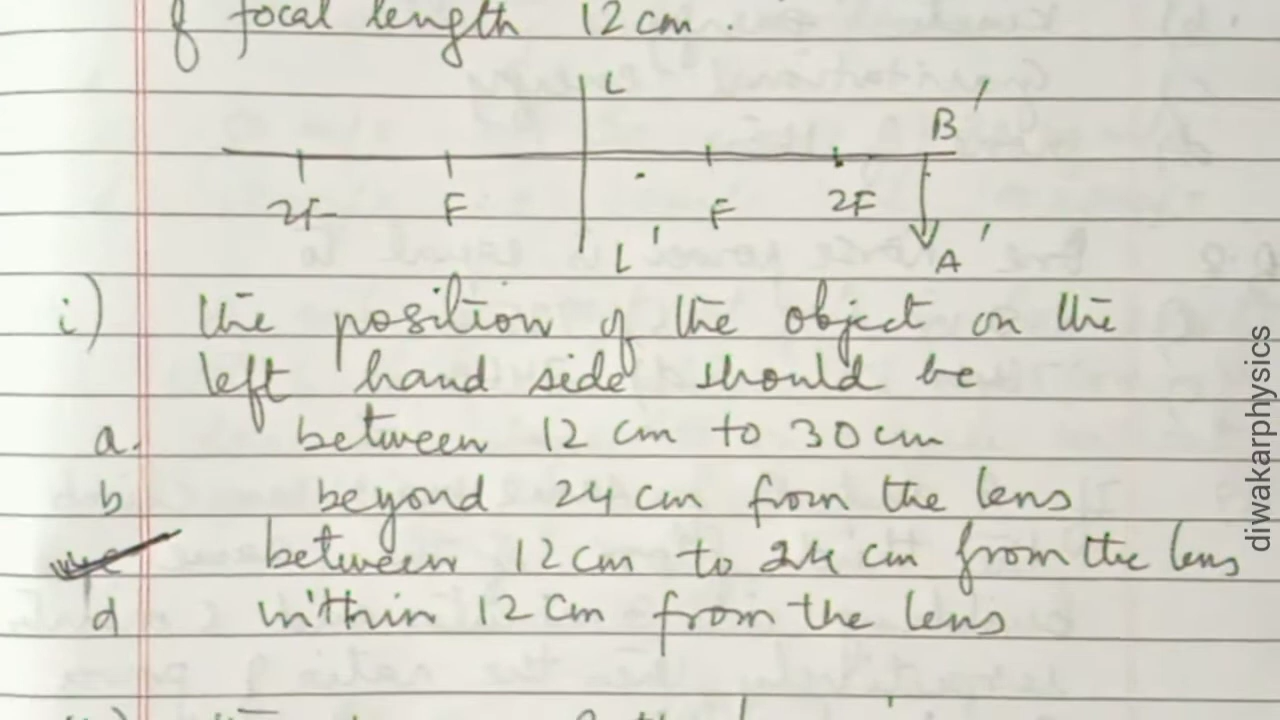 of focal length 12 cm.
L
B'
2F F F 2F
L' A'
i) The position of the object on the
left hand side should be
a. between 12 cm to 30 cm
b beyond 24 cm from the lens
c between 12 cm to 24 cm from the lens
d within 12 cm from the lens
diwakarphysics